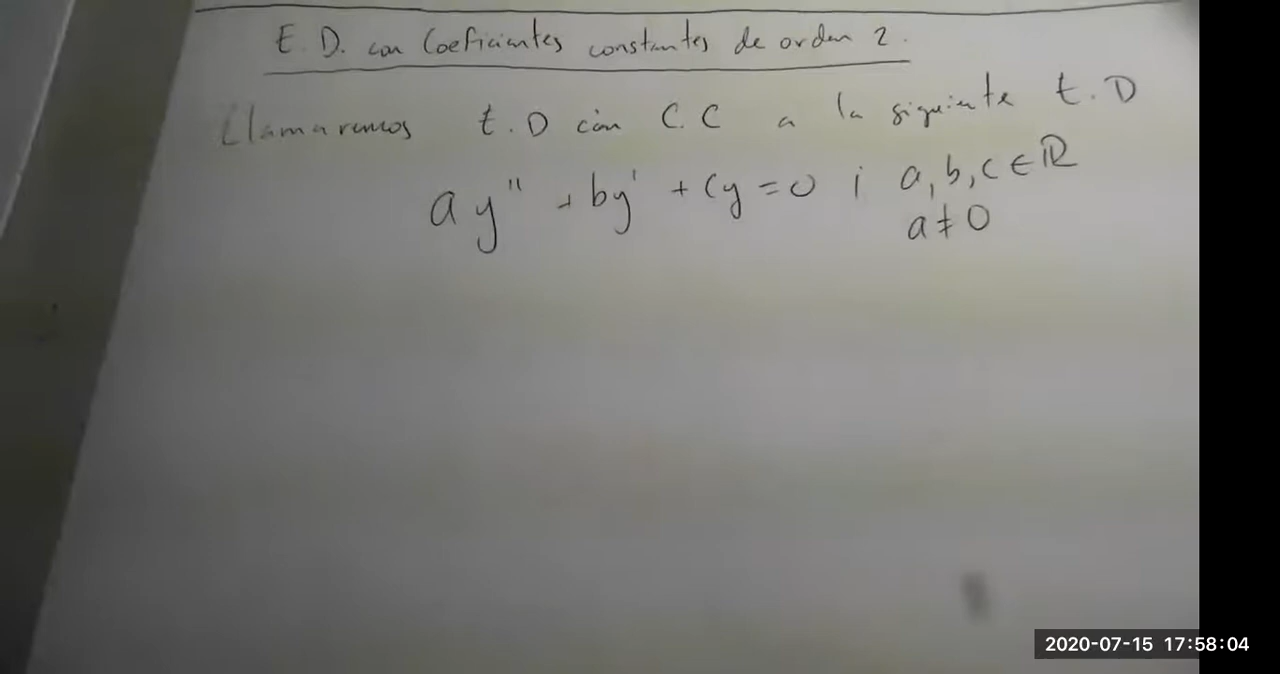 E.D. con Coeficientes constantes de orden 2.
Llamaremos E.D con C.C a la siguiente E.D
ay'' + by' + cy = 0 ; a, b, c ∈ ℝ
a ≠ 0
2020-07-15 17:58:04